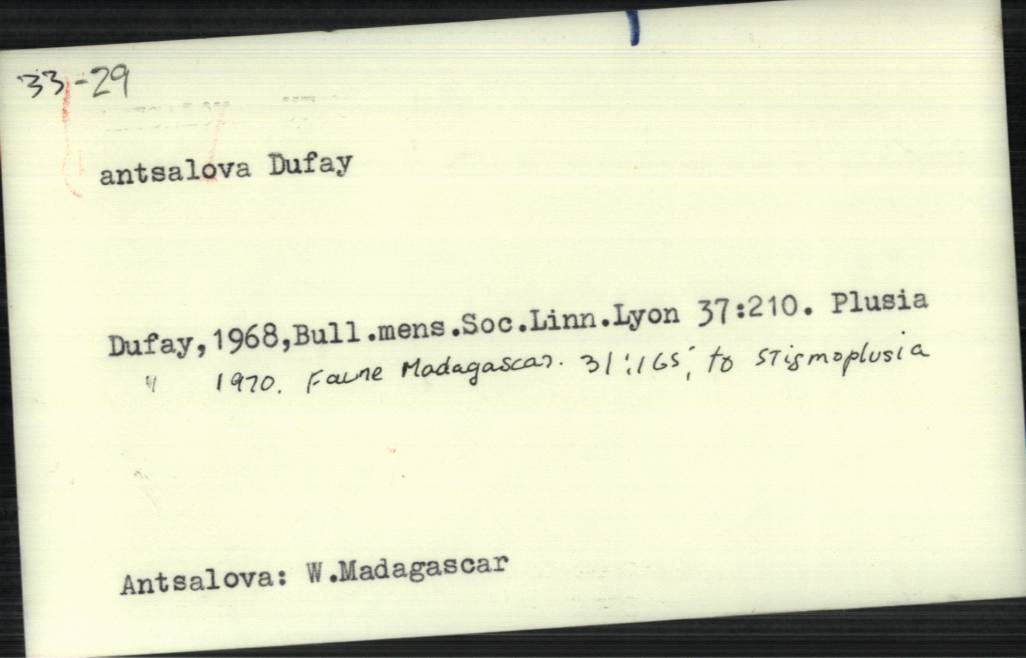 33-29
antsalova Dufay
Dufay,1968,Bull.mens.Soc.Linn.Lyon 37:210. Plusia
" 1970. Faune Madagascar. 31:165; to Stigmoplusia
Antsalova: W.Madagascar